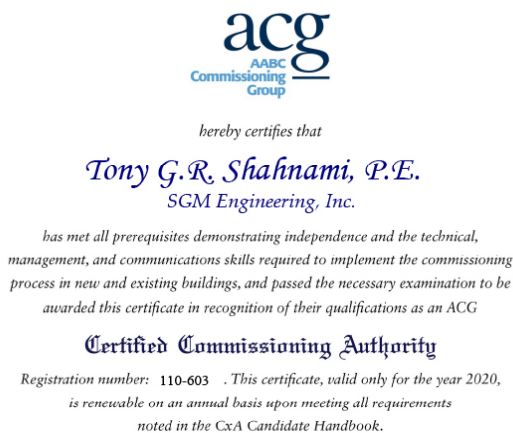 acg
AABC
Commissioning
Group
hereby certifies that
Tony G.R. Shahnami, P.E.
SGM Engineering, Inc.
has met all prerequisites demonstrating independence and the technical,
management, and communications skills required to implement the commissioning
process in new and existing buildings, and passed the necessary examination to be
awarded this certificate in recognition of their qualifications as an ACG
Certified Commissioning Authority
Registration number: 110-603 . This certificate, valid only for the year 2020,
is renewable on an annual basis upon meeting all requirements
noted in the CxA Candidate Handbook.